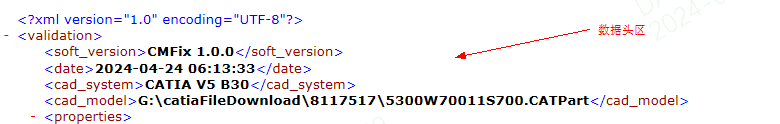 <?xml version="1.0" encoding="UTF-8"?>
- <validation>
<soft_version>CMFix 1.0.0</soft_version>
数据头区
<date>2024-04-24 06:13:33</date>
<cad_system>CATIA V5 B30</cad_system>
<cad_model>G:\catiaFileDownload\8117517\5300W70011S700.CATPart</cad_model>
- <properties>